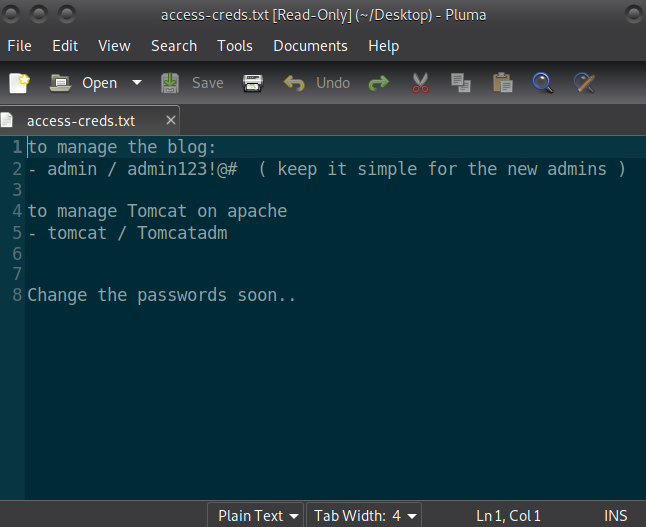 access-creds.txt [Read-Only] (~/Desktop) - Pluma
File Edit View Search Tools Documents Help
Open Save Undo
access-creds.txt
1 to manage the blog:
2 - admin / admin123!@#  ( keep it simple for the new admins )
3
4 to manage Tomcat on apache
5 - tomcat / Tomcatadm
6
7
8 Change the passwords soon..
Plain Text Tab Width: 4 Ln 1, Col 1 INS